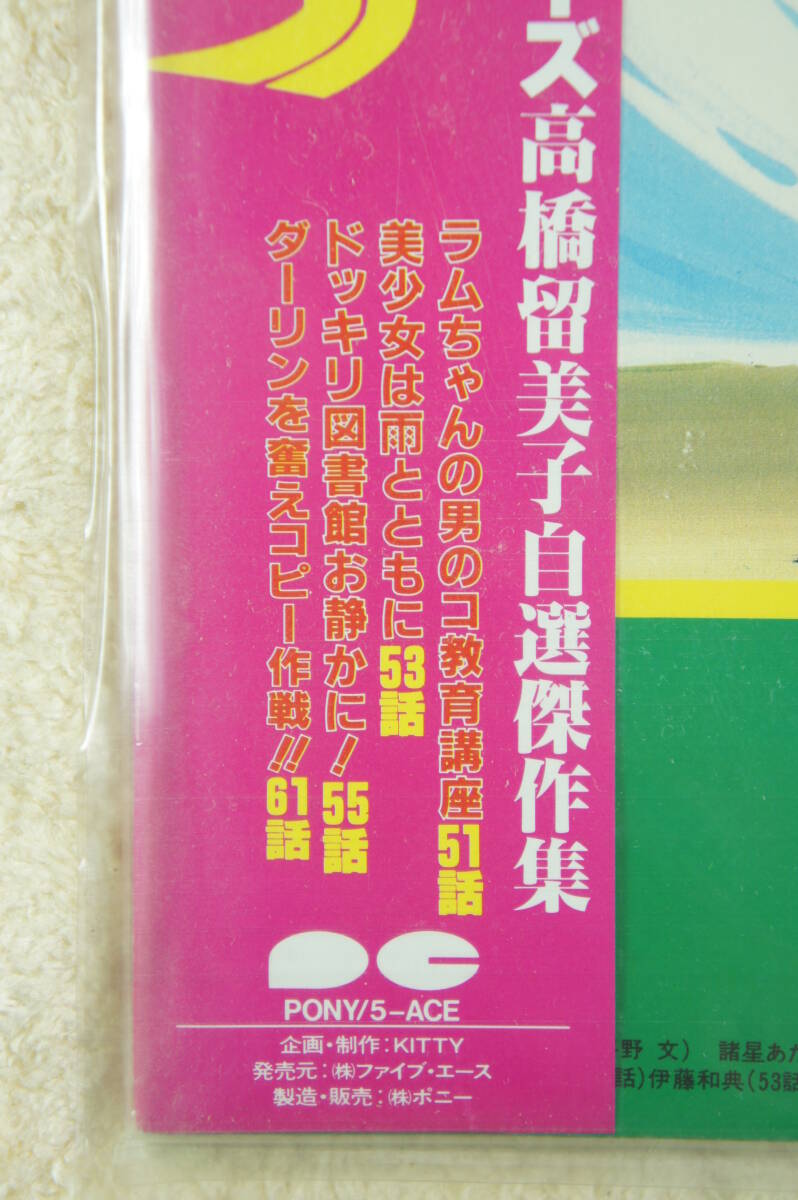 ーズ高橋留美子自選傑作集
ラムちゃんの男のコ教育講座51話
美少女は雨とともに53話
ドッキリ図書館お静かに!55話
ダーリンを奮えコピー作戦!!61話
PC
PONY/5-ACE
企画・制作:KITTY
発売元:㈱ファイブ・エース
製造・販売:㈱ポニー
野 文) 諸星あた
話)伊藤和典(53話